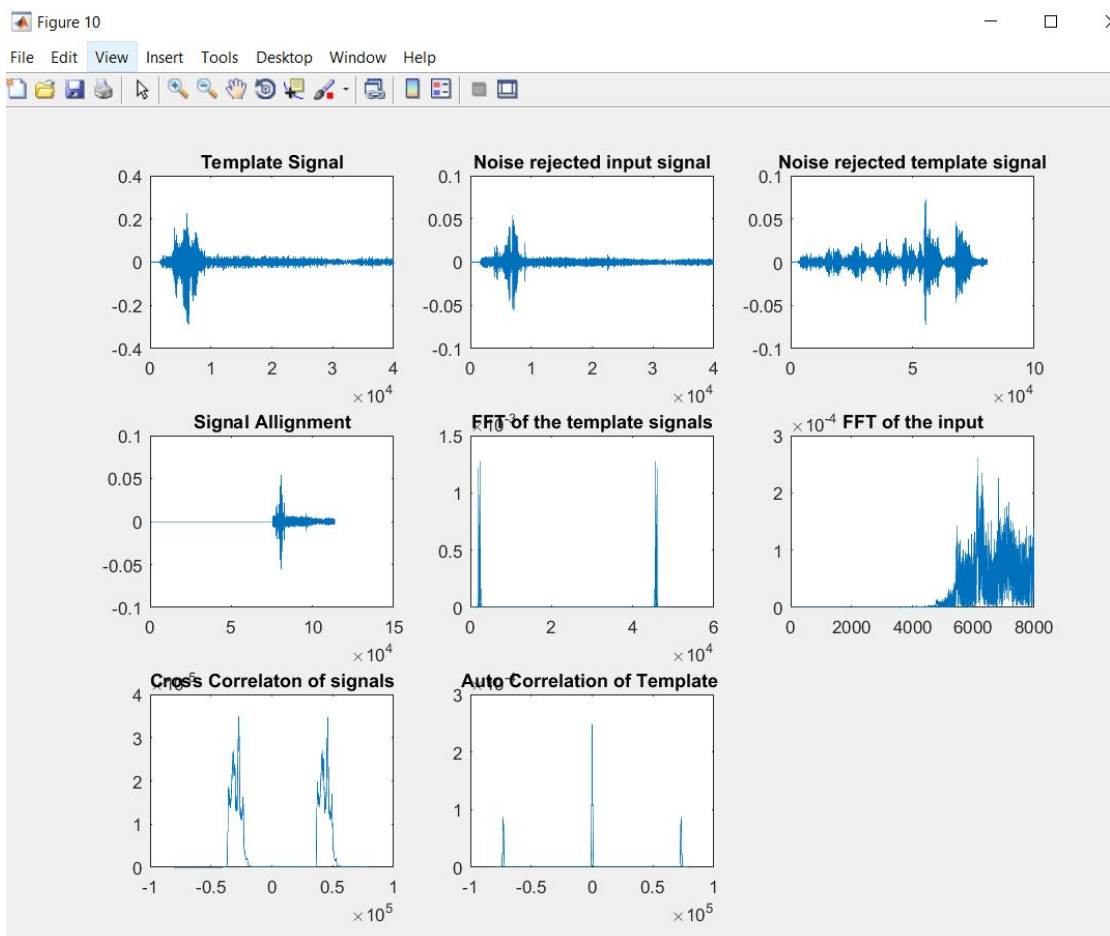 Figure 10
File Edit View Insert Tools Desktop Window Help
Template Signal
0.4
0.2
0
-0.2
-0.4
0 1 2 3 4
×10^4
Noise rejected input signal
0.1
0.05
0
-0.05
-0.1
0 1 2 3 4
×10^4
Noise rejected template signal
0.1
0.05
0
-0.05
-0.1
0 5 10
×10^4
Signal Allignment
0.1
0.05
0
-0.05
-0.1
0 5 10 15
×10^4
FFT of the template signals
×10^-3
1.5
1
0.5
0
0 2 4 6
×10^4
×10^-4 FFT of the input
3
2
1
0
0 2000 4000 6000 8000
Cross Correlaton of signals
×10^-5
4
3
2
1
0
-1 -0.5 0 0.5 1
×10^5
Auto Correlation of Template
3
2
1
0
-1 -0.5 0 0.5 1
×10^5